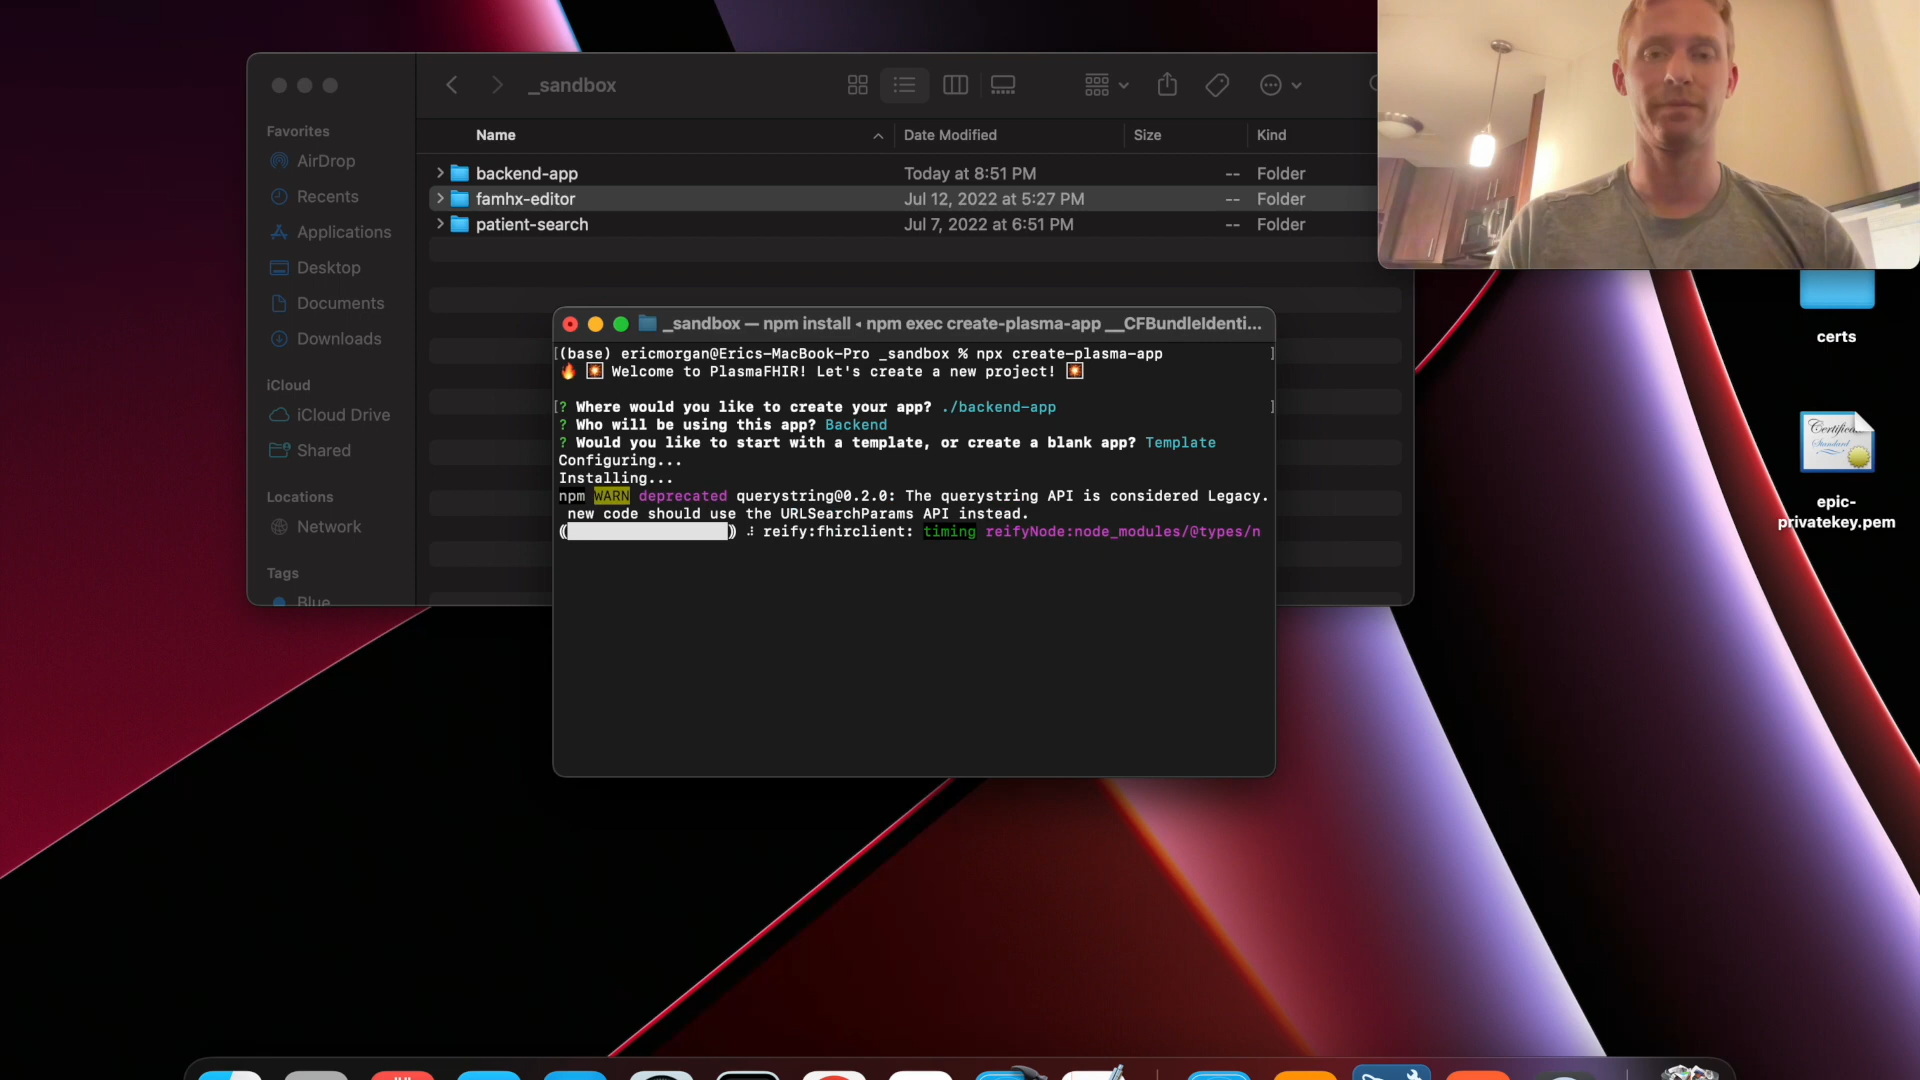 _sandbox
Favorites
AirDrop
Recents
Applications
Desktop
Documents
Downloads
iCloud
iCloud Drive
Shared
Locations
Network
Tags
Blue
Name Date Modified Size Kind
backend-app Today at 8:51 PM -- Folder
famhx-editor Jul 12, 2022 at 5:27 PM -- Folder
patient-search Jul 7, 2022 at 6:51 PM -- Folder
_sandbox — npm install ◂ npm exec create-plasma-app __CFBundleIdenti...
[(base) ericmorgan@Erics-MacBook-Pro _sandbox % npx create-plasma-app ]
🔥 💥 Welcome to PlasmaFHIR! Let's create a new project! 💥
[? Where would you like to create your app? ./backend-app ]
? Who will be using this app? Backend
? Would you like to start with a template, or create a blank app? Template
Configuring...
Installing...
npm WARN deprecated querystring@0.2.0: The querystring API is considered Legacy.
new code should use the URLSearchParams API instead.
reify:fhirclient: timing reifyNode:node_modules/@types/n
certs
Certificate
Standard
epic-
privatekey.pem